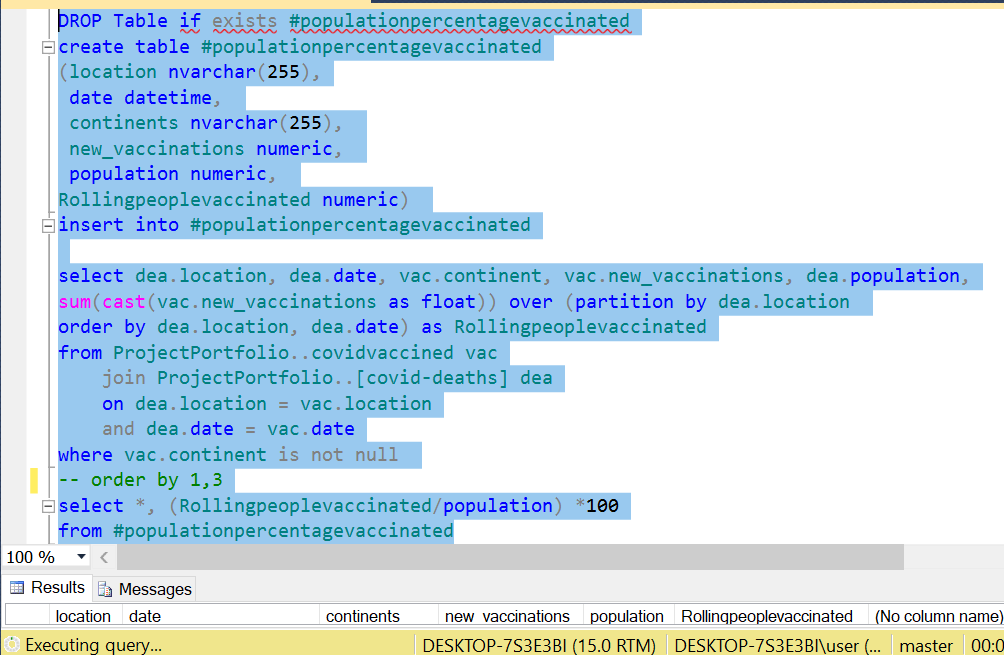 DROP Table if exists #populationpercentagevaccinated
create table #populationpercentagevaccinated
(location nvarchar(255),
date datetime,
continents nvarchar(255),
new_vaccinations numeric,
population numeric,
Rollingpeoplevaccinated numeric)
insert into #populationpercentagevaccinated
select dea.location, dea.date, vac.continent, vac.new_vaccinations, dea.population,
sum(cast(vac.new_vaccinations as float)) over (partition by dea.location
order by dea.location, dea.date) as Rollingpeoplevaccinated
from ProjectPortfolio..covidvaccined vac
join ProjectPortfolio..[covid-deaths] dea
on dea.location = vac.location
and dea.date = vac.date
where vac.continent is not null
-- order by 1,3
select *, (Rollingpeoplevaccinated/population) *100
from #populationpercentagevaccinated
100 %
Results Messages
location date continents new_vaccinations population Rollingpeoplevaccinated (No column name)
Executing query... DESKTOP-7S3E3BI (15.0 RTM) DESKTOP-7S3E3BI\user (... master 00:0